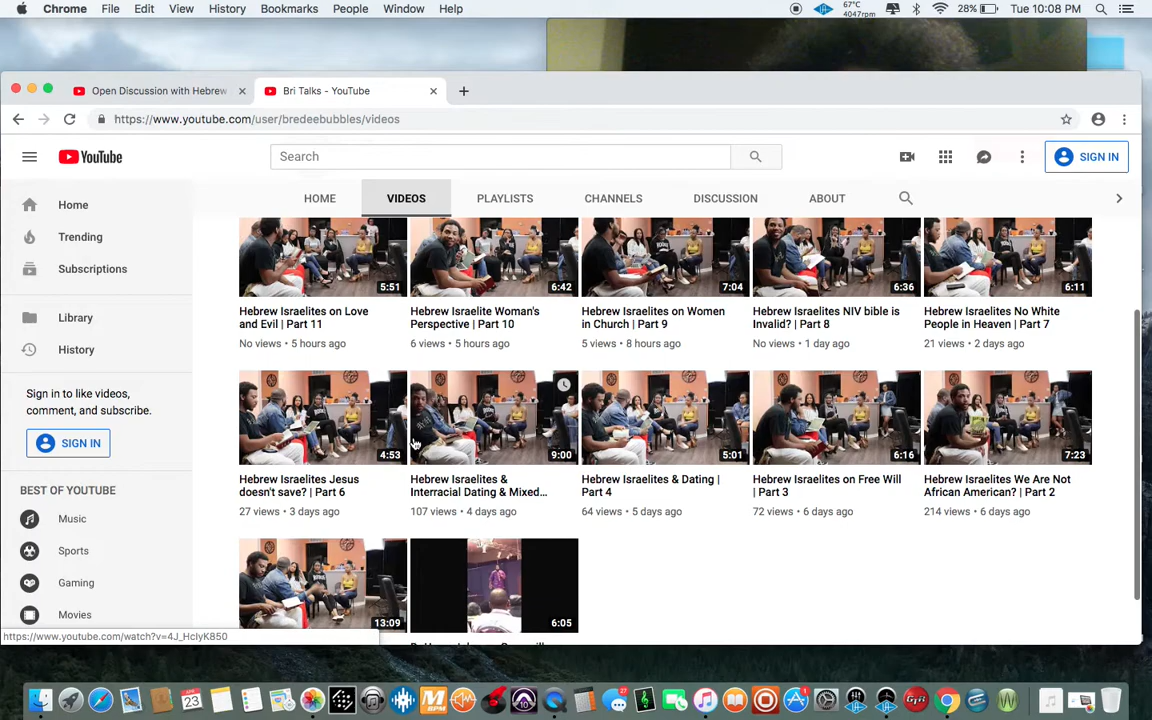 Chrome File Edit View History Bookmarks People Window Help 67°C 4047rpm 28% Tue 10:08 PM
Open Discussion with Hebrew Bri Talks - YouTube
https://www.youtube.com/user/bredeebubbles/videos
YouTube Search SIGN IN
HOME VIDEOS PLAYLISTS CHANNELS DISCUSSION ABOUT
Home
Trending
Subscriptions
Library
History
Sign in to like videos,
comment, and subscribe.
SIGN IN
BEST OF YOUTUBE
Music
Sports
Gaming
Movies
5:51 6:42 7:04 6:36 6:11
Hebrew Israelites on Love
and Evil | Part 11
No views • 5 hours ago
Hebrew Israelite Woman's
Perspective | Part 10
6 views • 5 hours ago
Hebrew Israelites on Women
in Church | Part 9
5 views • 8 hours ago
Hebrew Israelites NIV bible is
Invalid? | Part 8
No views • 1 day ago
Hebrew Israelites No White
People in Heaven | Part 7
21 views • 2 days ago
4:53 9:00 5:01 6:16 7:23
Hebrew Israelites Jesus
doesn't save? | Part 6
27 views • 3 days ago
Hebrew Israelites &
Interracial Dating & Mixed...
107 views • 4 days ago
Hebrew Israelites & Dating |
Part 4
64 views • 5 days ago
Hebrew Israelites on Free Will
| Part 3
72 views • 6 days ago
Hebrew Israelites We Are Not
African American? | Part 2
214 views • 6 days ago
13:09 6:05
https://www.youtube.com/watch?v=4J_HcIyK850